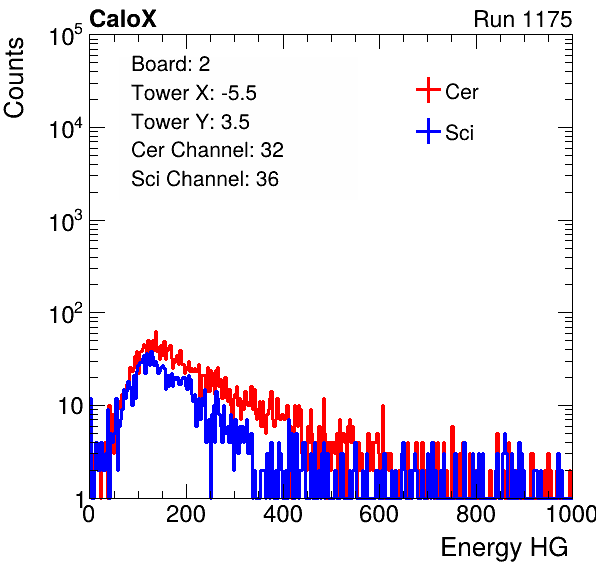 CaloX Run 1175
Counts
10^5
10^4
10^3
10^2
10
1
Board: 2
Tower X: -5.5
Tower Y: 3.5
Cer Channel: 32
Sci Channel: 36
Cer
Sci
0 200 400 600 800 1000
Energy HG